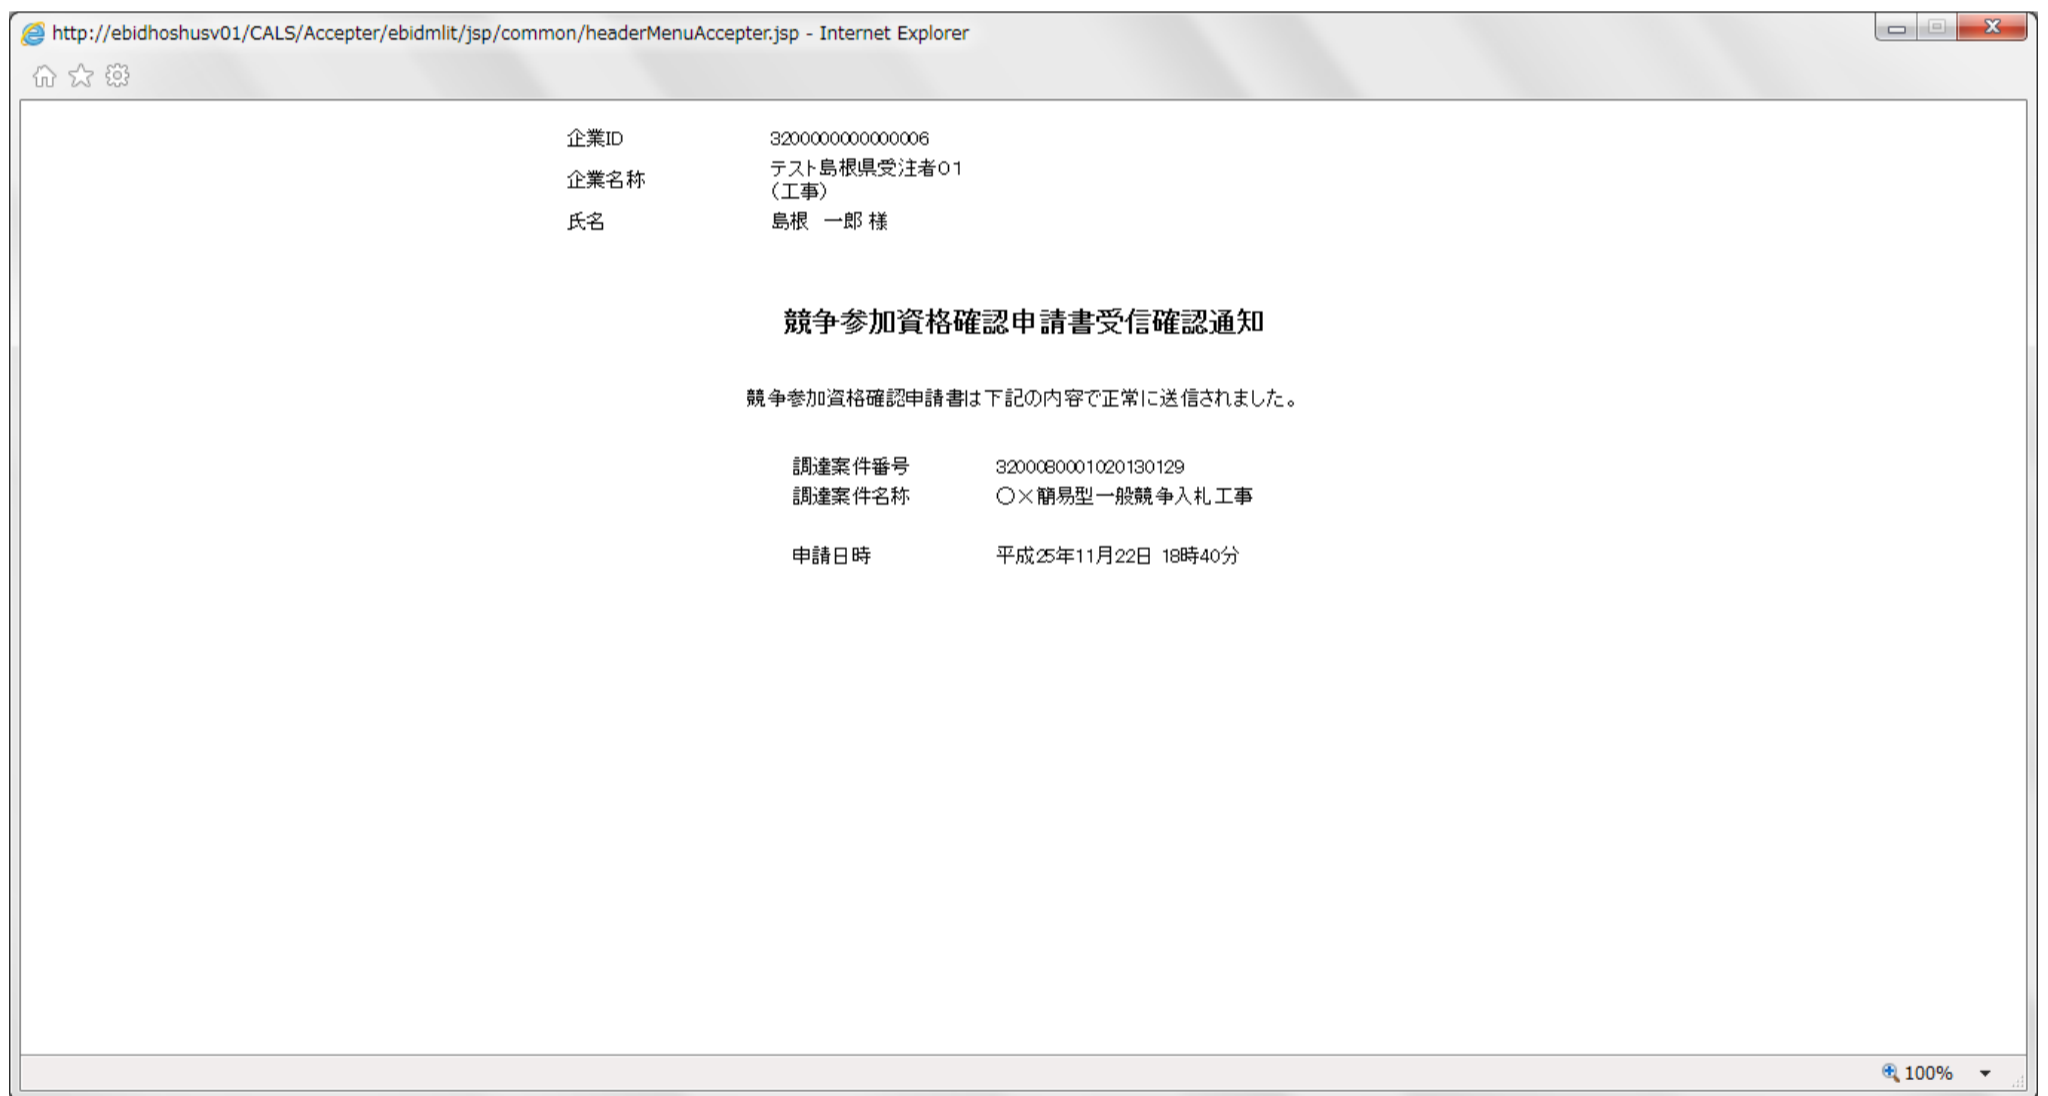 http://ebidhoshusv01/CALS/Accepter/ebidmlit/jsp/common/headerMenuAccepter.jsp - Internet Explorer
企業ID 3200000000000006
企業名称 テスト島根県受注者01
（工事）
氏名 島根　一郎 様
競争参加資格確認申請書受信確認通知
競争参加資格確認申請書は下記の内容で正常に送信されました。
調達案件番号 3200080001020130129
調達案件名称 ○×簡易型一般競争入札工事
申請日時 平成25年11月22日 18時40分
100%